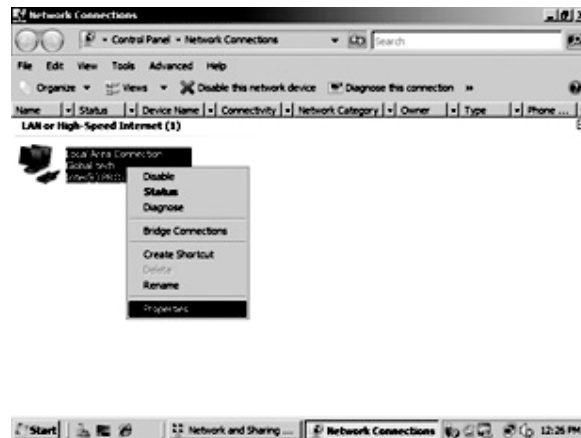 Network Connections
Control Panel Network Connections
Search
File Edit View Tools Advanced Help
Organize Views Disable this network device Diagnose this connection »
Name Status Device Name Connectivity Network Category Owner Type Phone ...
LAN or High-Speed Internet (1)
Local Area Connection
Global tech
Disable
Status
Diagnose
Bridge Connections
Create Shortcut
Delete
Rename
Properties
Start Network and Sharing ... Network Connections 12:26 PM